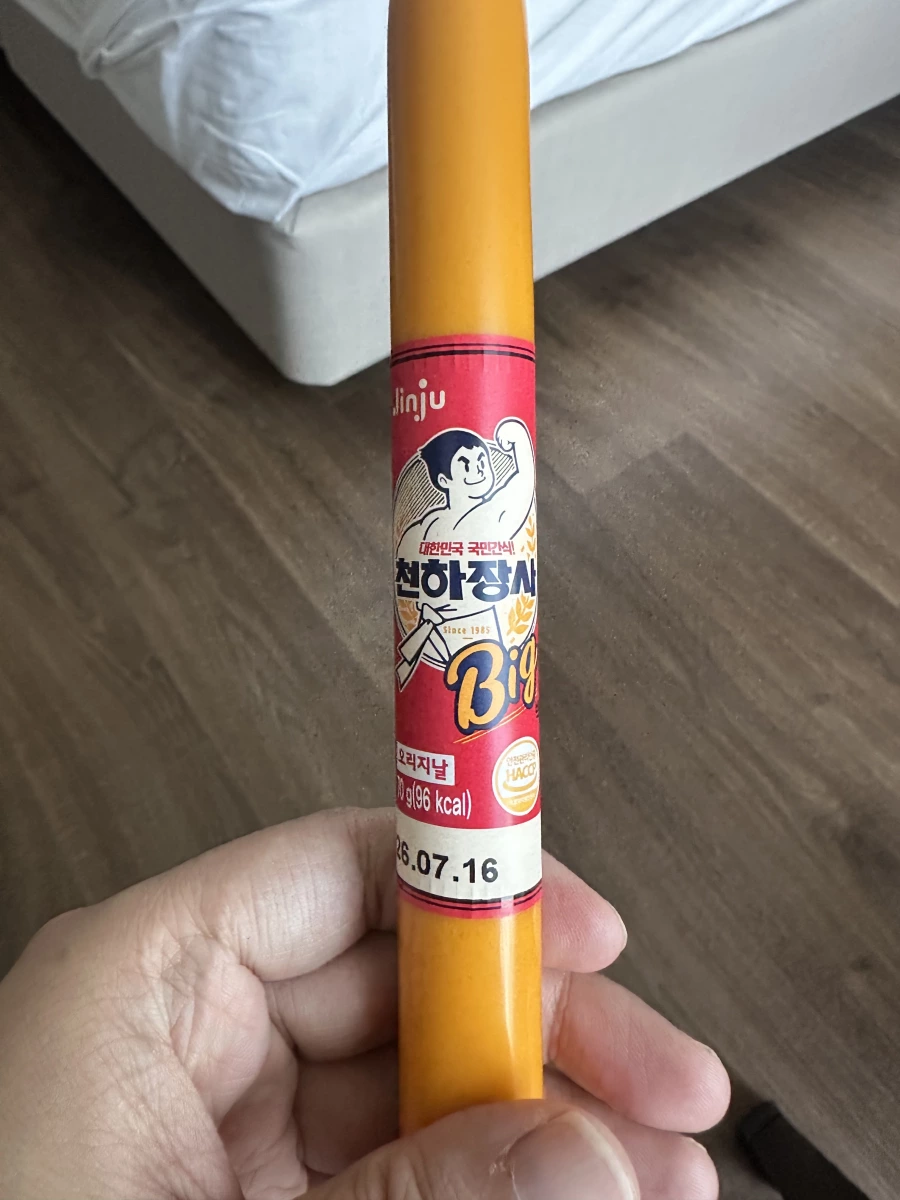 Jinju
대한민국 국민간식!
천하장사
Since 1985
Big
오리지날
70 g(96 kcal)
HACCP
26.07.16